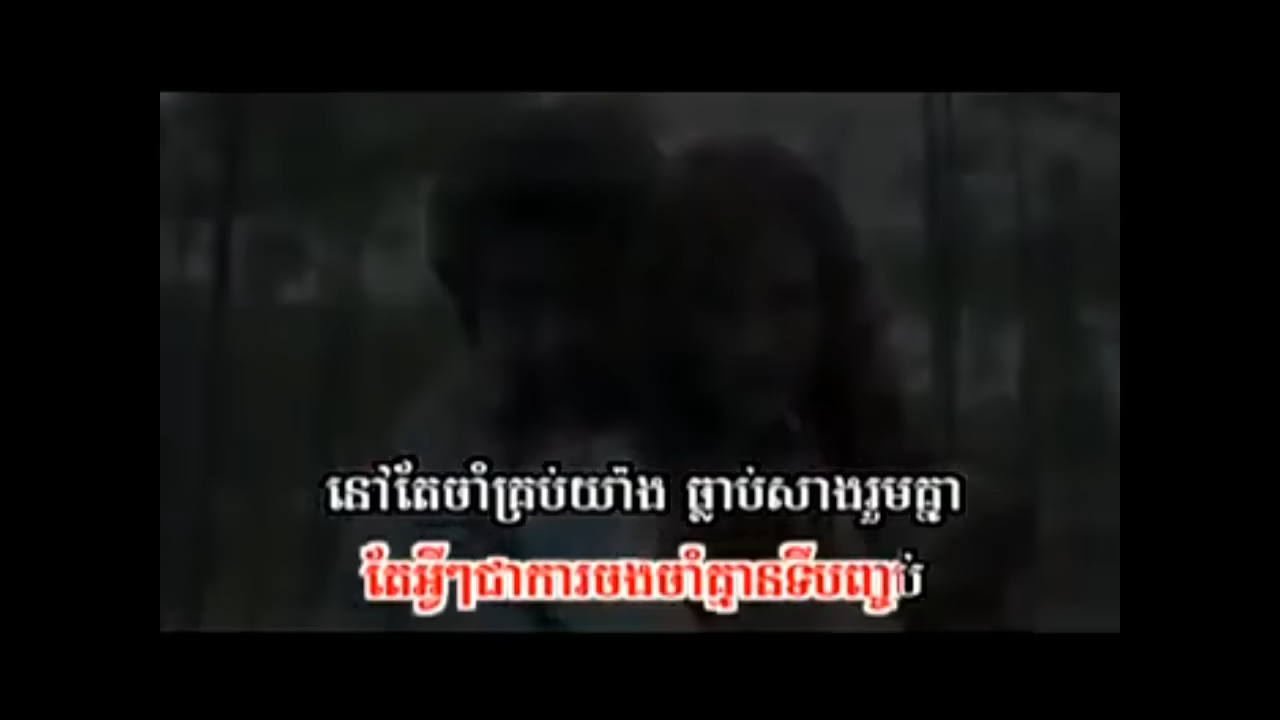 នៅតែចាំគ្រប់យ៉ាង ធ្លាប់សាងរួមគ្នា
តែអ្វីៗជាការចងចាំគ្មានទីបញ្ចប់